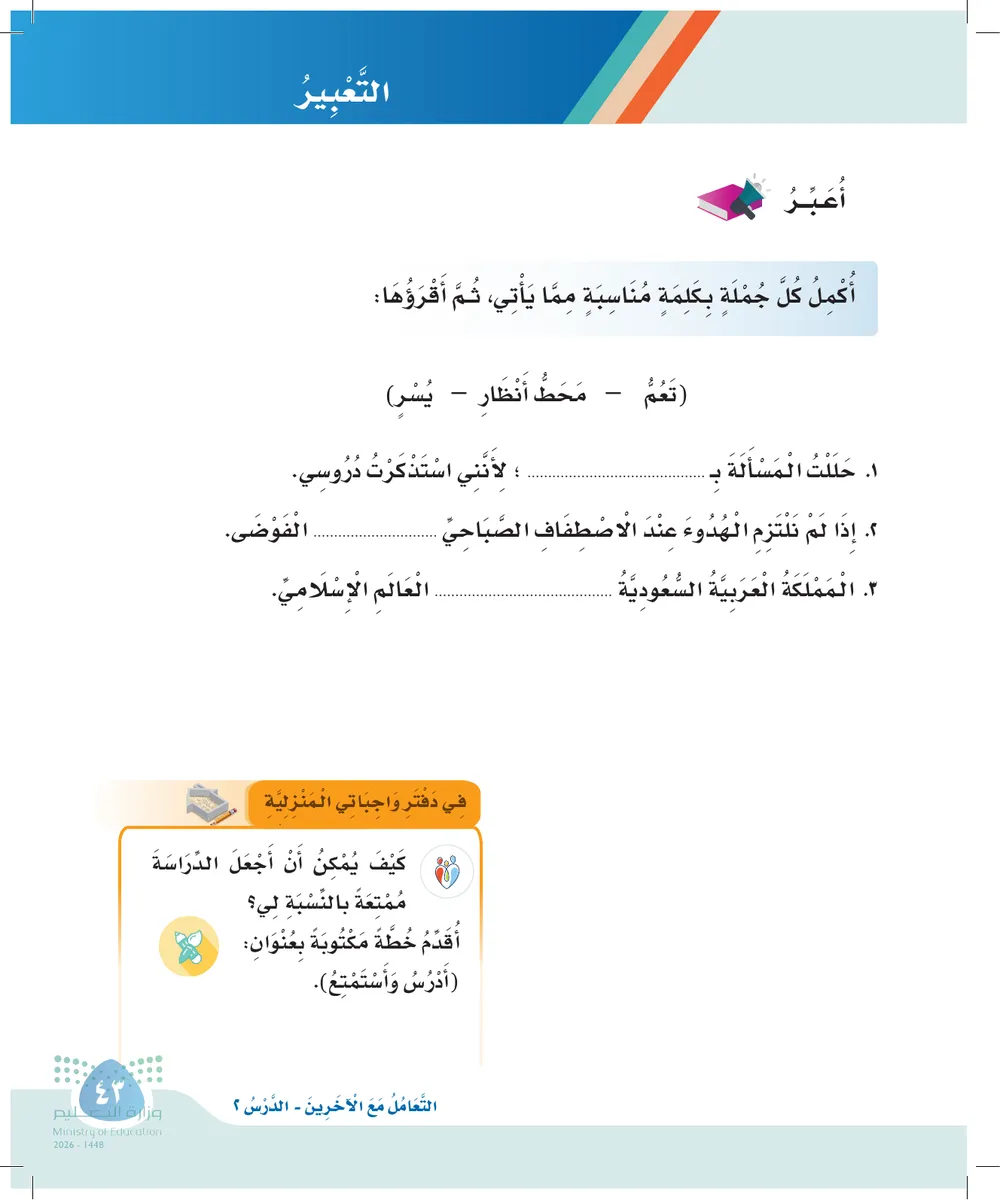 التَّعْبِيرُ
أُعَبِّـرُ
أُكْمِلُ كُلَّ جُمْلَةٍ بِكَلِمَةٍ مُنَاسِبَةٍ مِمَّا يَأْتِي، ثُمَّ أَقْرَؤُهَا:
(تَعُمُّ – مَحَطُّ أَنْظَارِ – يُسْرٍ)
١. حَلَلْتُ الْمَسْأَلَةَ بِـ ........................................... ؛ لِأَنَّنِي اسْتَذْكَرْتُ دُرُوسِي.
٢. إِذَا لَمْ نَلْتَزِمِ الْهُدُوءَ عِنْدَ الْاصْطِفَافِ الصَّبَاحِيِّ .............................. الْفَوْضَى.
٣. الْمَمْلَكَةُ الْعَرَبِيَّةُ السُّعُودِيَّةُ ........................................... الْعَالَمِ الْإِسْلَامِيِّ.
فِي دَفْتَرِ وَاجِبَاتِي الْمَنْزِلِيَّةِ
كَيْفَ يُمْكِنُ أَنْ أَجْعَلَ الدِّرَاسَةَ
مُمْتِعَةً بِالنِّسْبَةِ لِي؟
أُقَدِّمُ خُطَّةً مَكْتُوبَةً بِعُنْوَانِ:
(أَدْرُسُ وَأَسْتَمْتِعُ).
التَّعَامُلُ مَعَ الْآخَرِينَ - الدَّرْسُ ٢
٤٣
وزارة التعليم
Ministry of Education
2026 - 1448